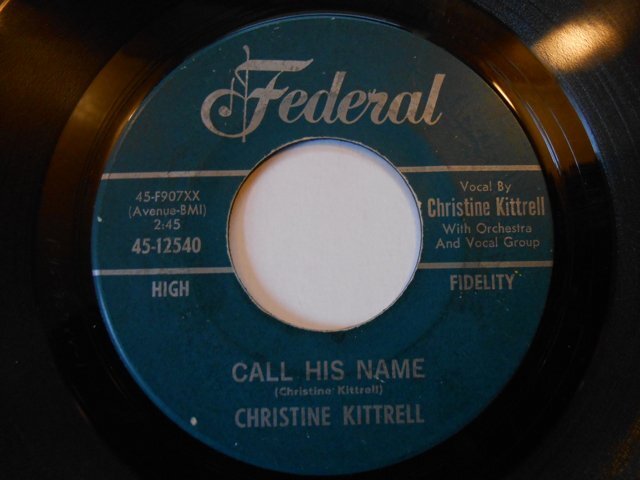 Federal
45-F907XX
(Avenue-BMI)
2:45
45-12540
Vocal By
Christine Kittrell
With Orchestra
And Vocal Group
HIGH
FIDELITY
CALL HIS NAME
(Christine Kittrell)
CHRISTINE KITTRELL